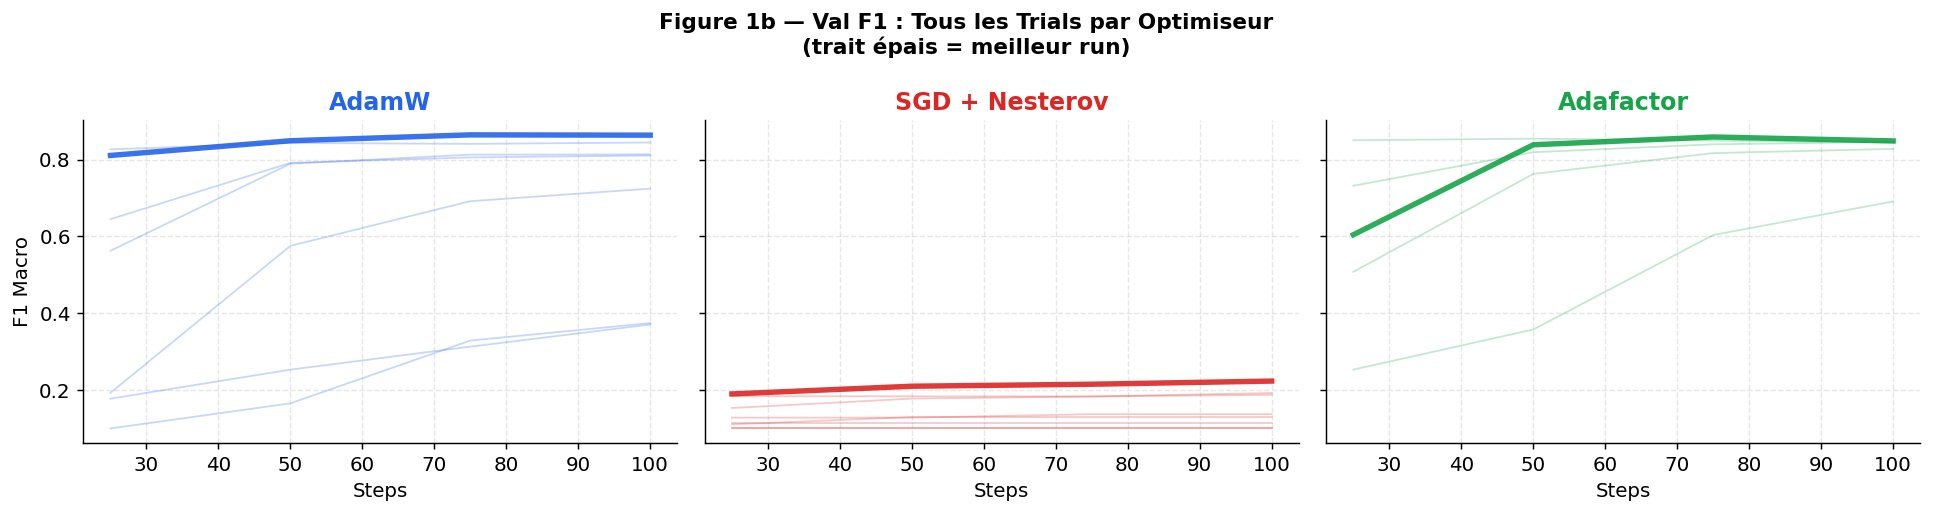 Figure 1b — Val F1 : Tous les Trials par Optimiseur
(trait épais = meilleur run)
AdamW
SGD + Nesterov
Adafactor
F1 Macro
0.8
0.6
0.4
0.2
30 40 50 60 70 80 90 100
30 40 50 60 70 80 90 100
30 40 50 60 70 80 90 100
Steps
Steps
Steps